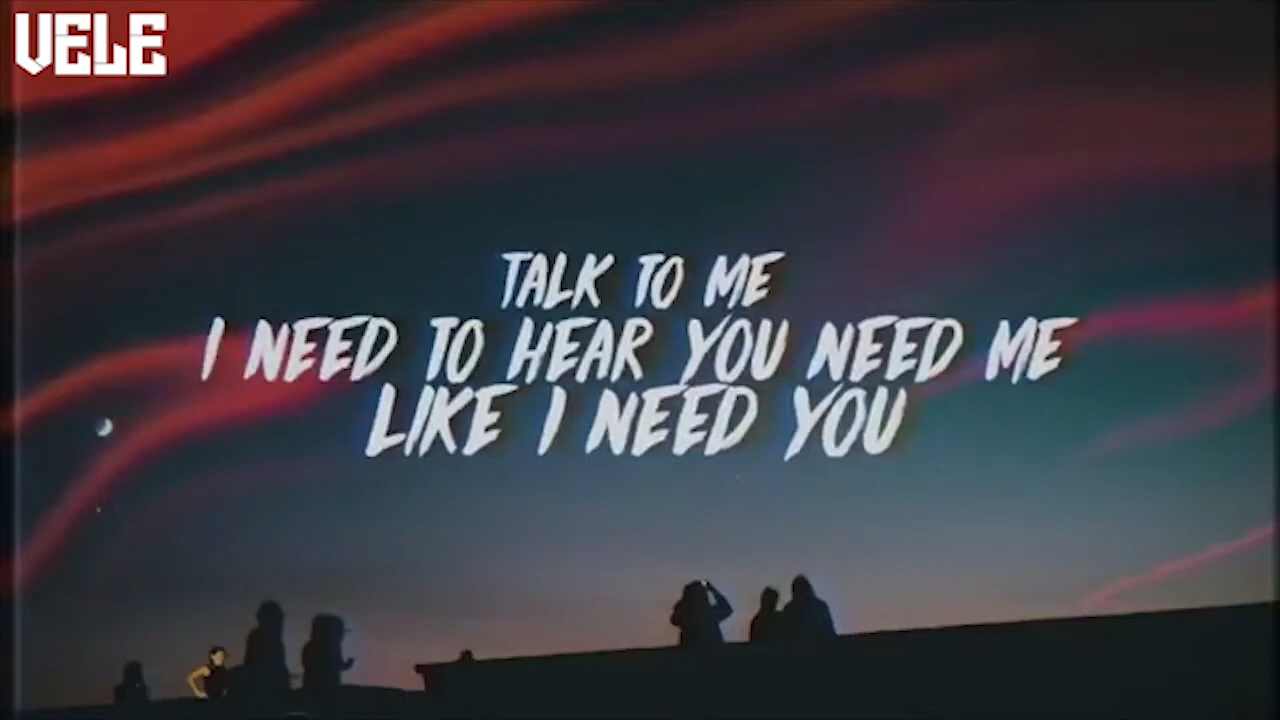 VELE
TALK TO ME
I NEED TO HEAR YOU NEED ME
LIKE I NEED YOU